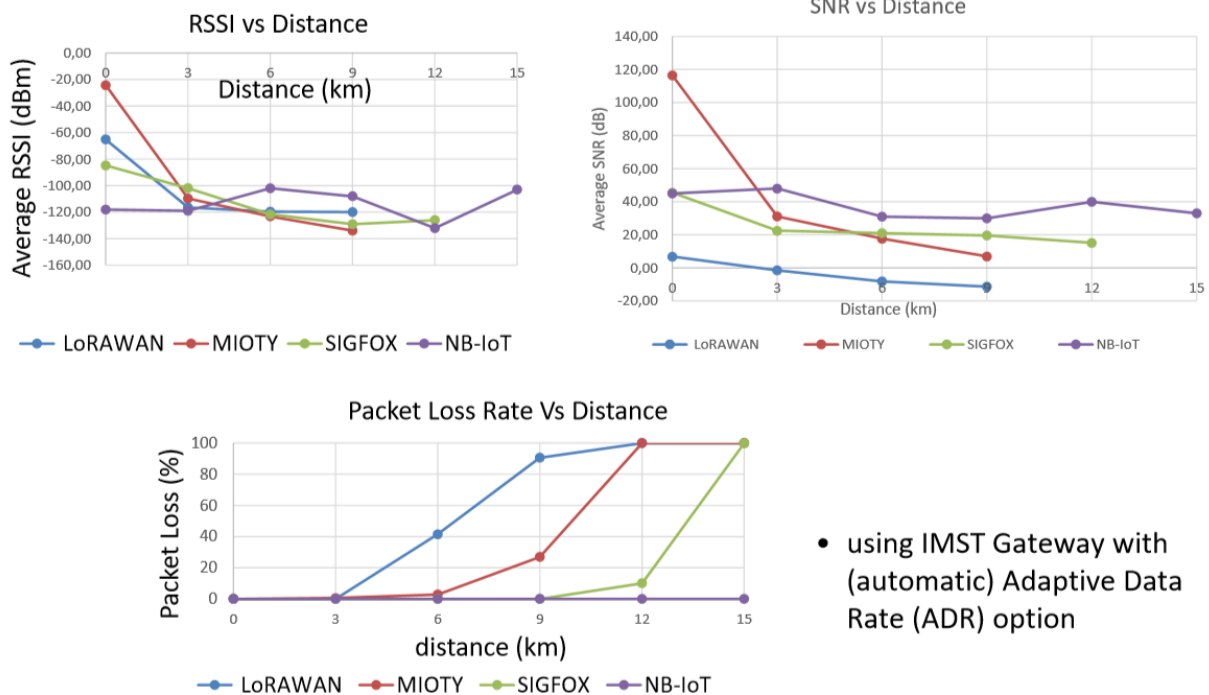 RSSI vs Distance
0,00
-20,00
-40,00
-60,00
-80,00
-100,00
-120,00
-140,00
-160,00
0 3 6 9 12 15
Distance (km)
Average RSSI (dBm)
LoRAWAN MIOTY SIGFOX NB-IoT
SNR vs Distance
140,00
120,00
100,00
80,00
60,00
40,00
20,00
0,00
-20,00
0 3 6 9 12 15
Distance (km)
Average SNR (dB)
LoRAWAN MIOTY SIGFOX NB-IoT
Packet Loss Rate Vs Distance
100
80
60
40
20
0
0 3 6 9 12 15
Packet Loss (%)
distance (km)
LoRAWAN MIOTY SIGFOX NB-IoT
• using IMST Gateway with
(automatic) Adaptive Data
Rate (ADR) option